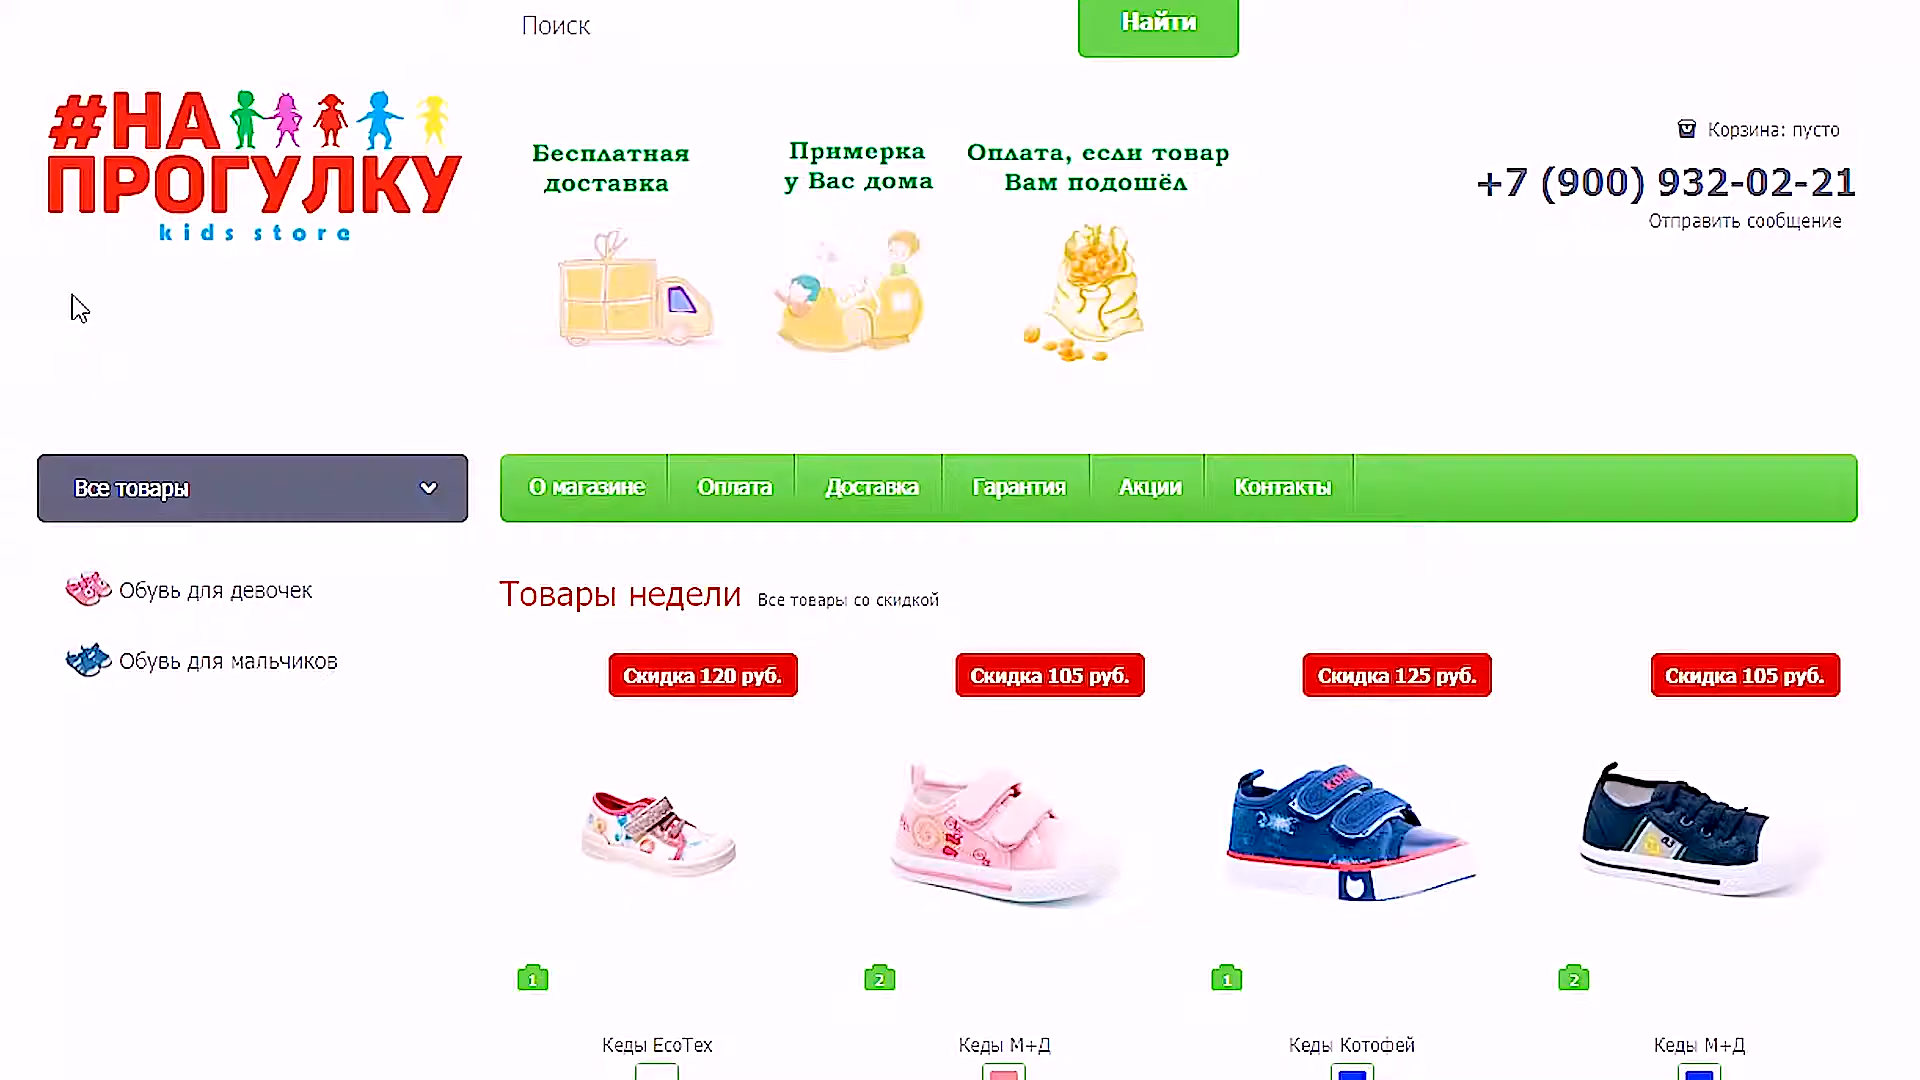 Поиск
Найти
#НА
ПРОГУЛКУ
kids store
Бесплатная
доставка
Примерка
у Вас дома
Оплата, если товар
Вам подошёл
Корзина: пусто
+7 (900) 932-02-21
Отправить сообщение
Все товары
О магазине
Оплата
Доставка
Гарантия
Акции
Контакты
Обувь для девочек
Обувь для мальчиков
Товары недели Все товары со скидкой
Скидка 120 руб.
Скидка 105 руб.
Скидка 125 руб.
Скидка 105 руб.
1
2
1
2
Кеды EcoTex
Кеды М+Д
Кеды Котофей
Кеды М+Д